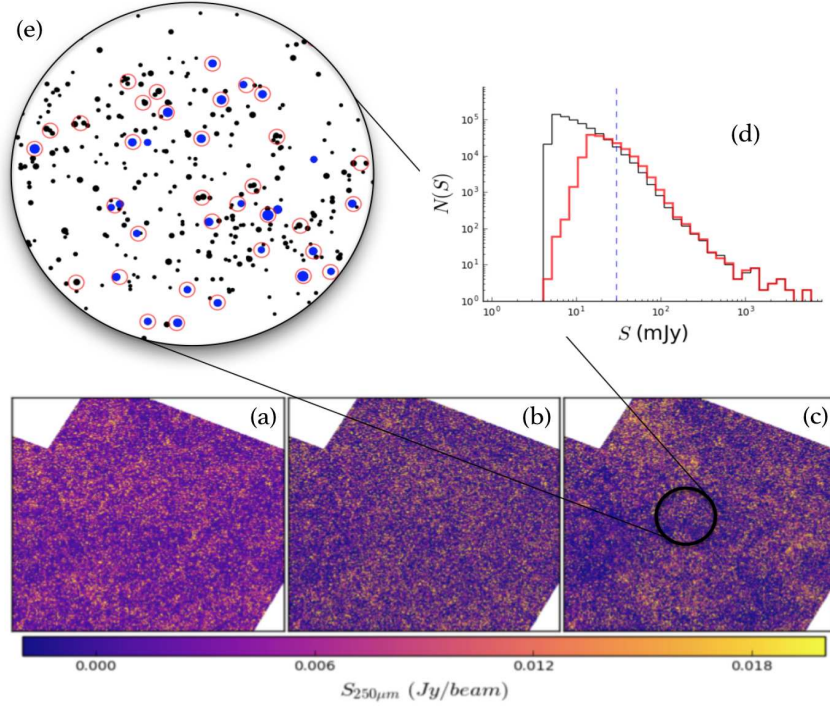 (e)
(d)
N(S)
10⁵
10⁴
10³
10²
10¹
10⁰
10⁰ 10¹ 10² 10³
S (mJy)
(a) (b) (c)
0.000 0.006 0.012 0.018
S₂₅₀μm (Jy/beam)